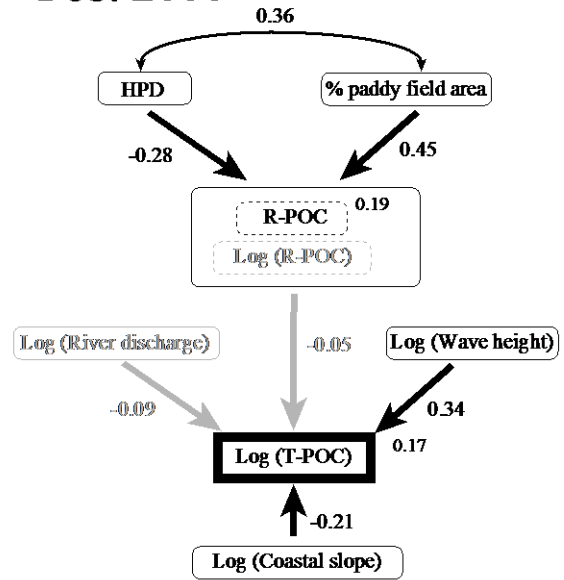 0.36
HPD
% paddy field area
-0.28
0.45
R-POC
0.19
Log (R-POC)
Log (River discharge)
-0.05
Log (Wave height)
-0.09
0.34
Log (T-POC)
0.17
-0.21
Log (Coastal slope)